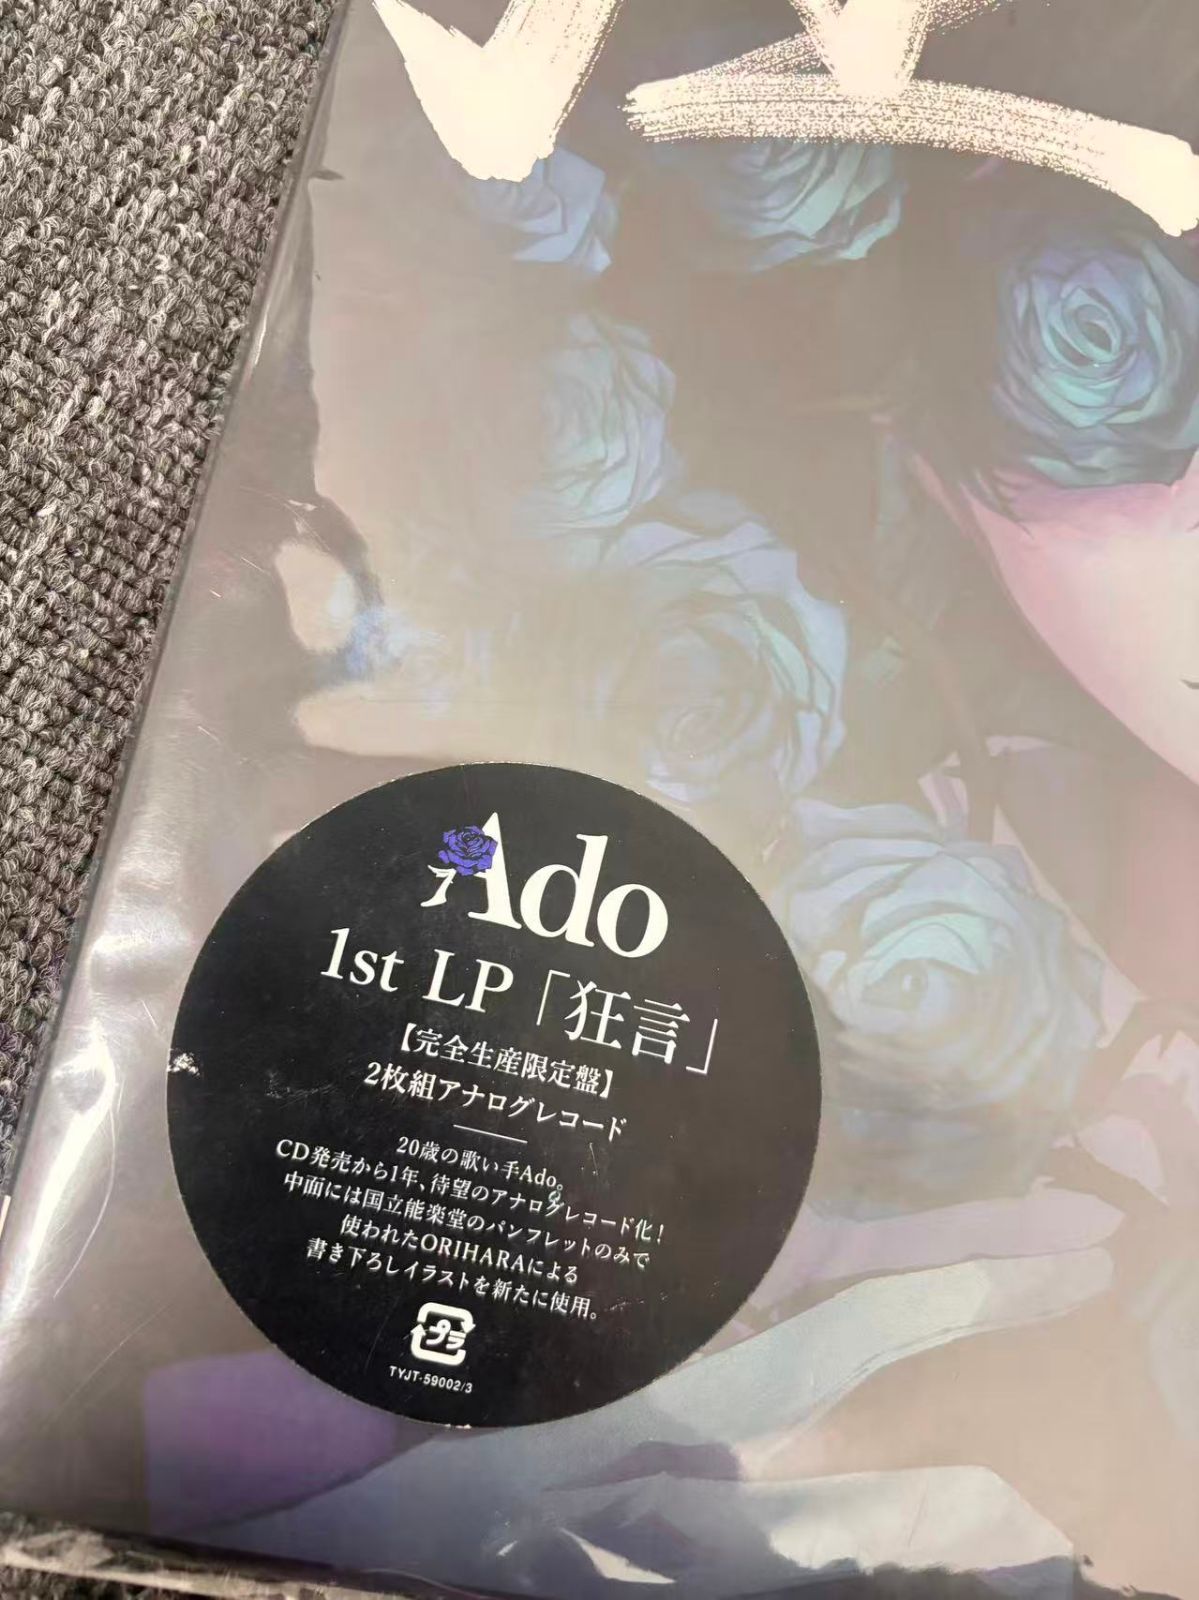 Ado
1st LP「狂言」
【完全生産限定盤】
2枚組アナログレコード
20歳の歌い手Ado。
CD発売から1年、待望のアナログレコード化！
中面には国立能楽堂のパンフレットのみで
使われたORIHARAによる
書き下ろしイラストを新たに使用。
プラ
TYJT-59002/3